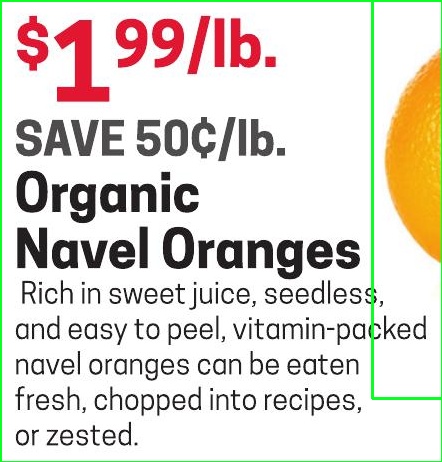 $1 99/lb.
SAVE 50¢/lb.
Organic
Navel Oranges
Rich in sweet juice, seedless,
and easy to peel, vitamin-packed
navel oranges can be eaten
fresh, chopped into recipes,
or zested.